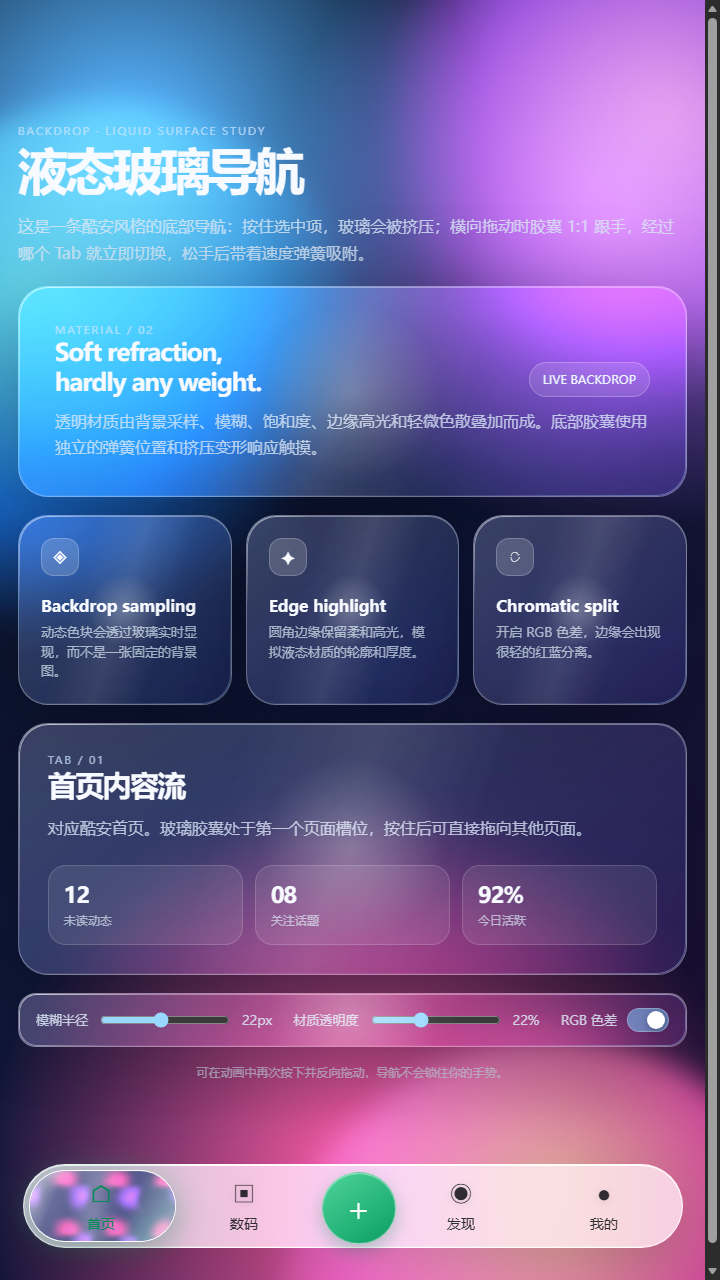 BACKDROP · LIQUID SURFACE STUDY
液态玻璃导航
这是一条酷安风格的底部导航：按住选中项，玻璃会被挤压；横向拖动时胶囊 1:1 跟手，经过
哪个 Tab 就立即切换，松手后带着速度弹簧吸附。
MATERIAL / 02
Soft refraction,
hardly any weight.
LIVE BACKDROP
透明材质由背景采样、模糊、饱和度、边缘高光和轻微色散叠加而成。底部胶囊使用
独立的弹簧位置和挤压变形响应触摸。
Backdrop sampling
动态色块会透过玻璃实时显
现，而不是一张固定的背景
图。
Edge highlight
圆角边缘保留柔和高光，模
拟液态材质的轮廓和厚度。
Chromatic split
开启 RGB 色差，边缘会出现
很轻的红蓝分离。
TAB / 01
首页内容流
对应酷安首页。玻璃胶囊处于第一个页面槽位，按住后可直接拖向其他页面。
12
未读动态
08
关注话题
92%
今日活跃
模糊半径 22px 材质透明度 22% RGB 色差
可在动画中再次按下并反向拖动，导航不会锁住你的手势。
首页 数码 + 发现 我的